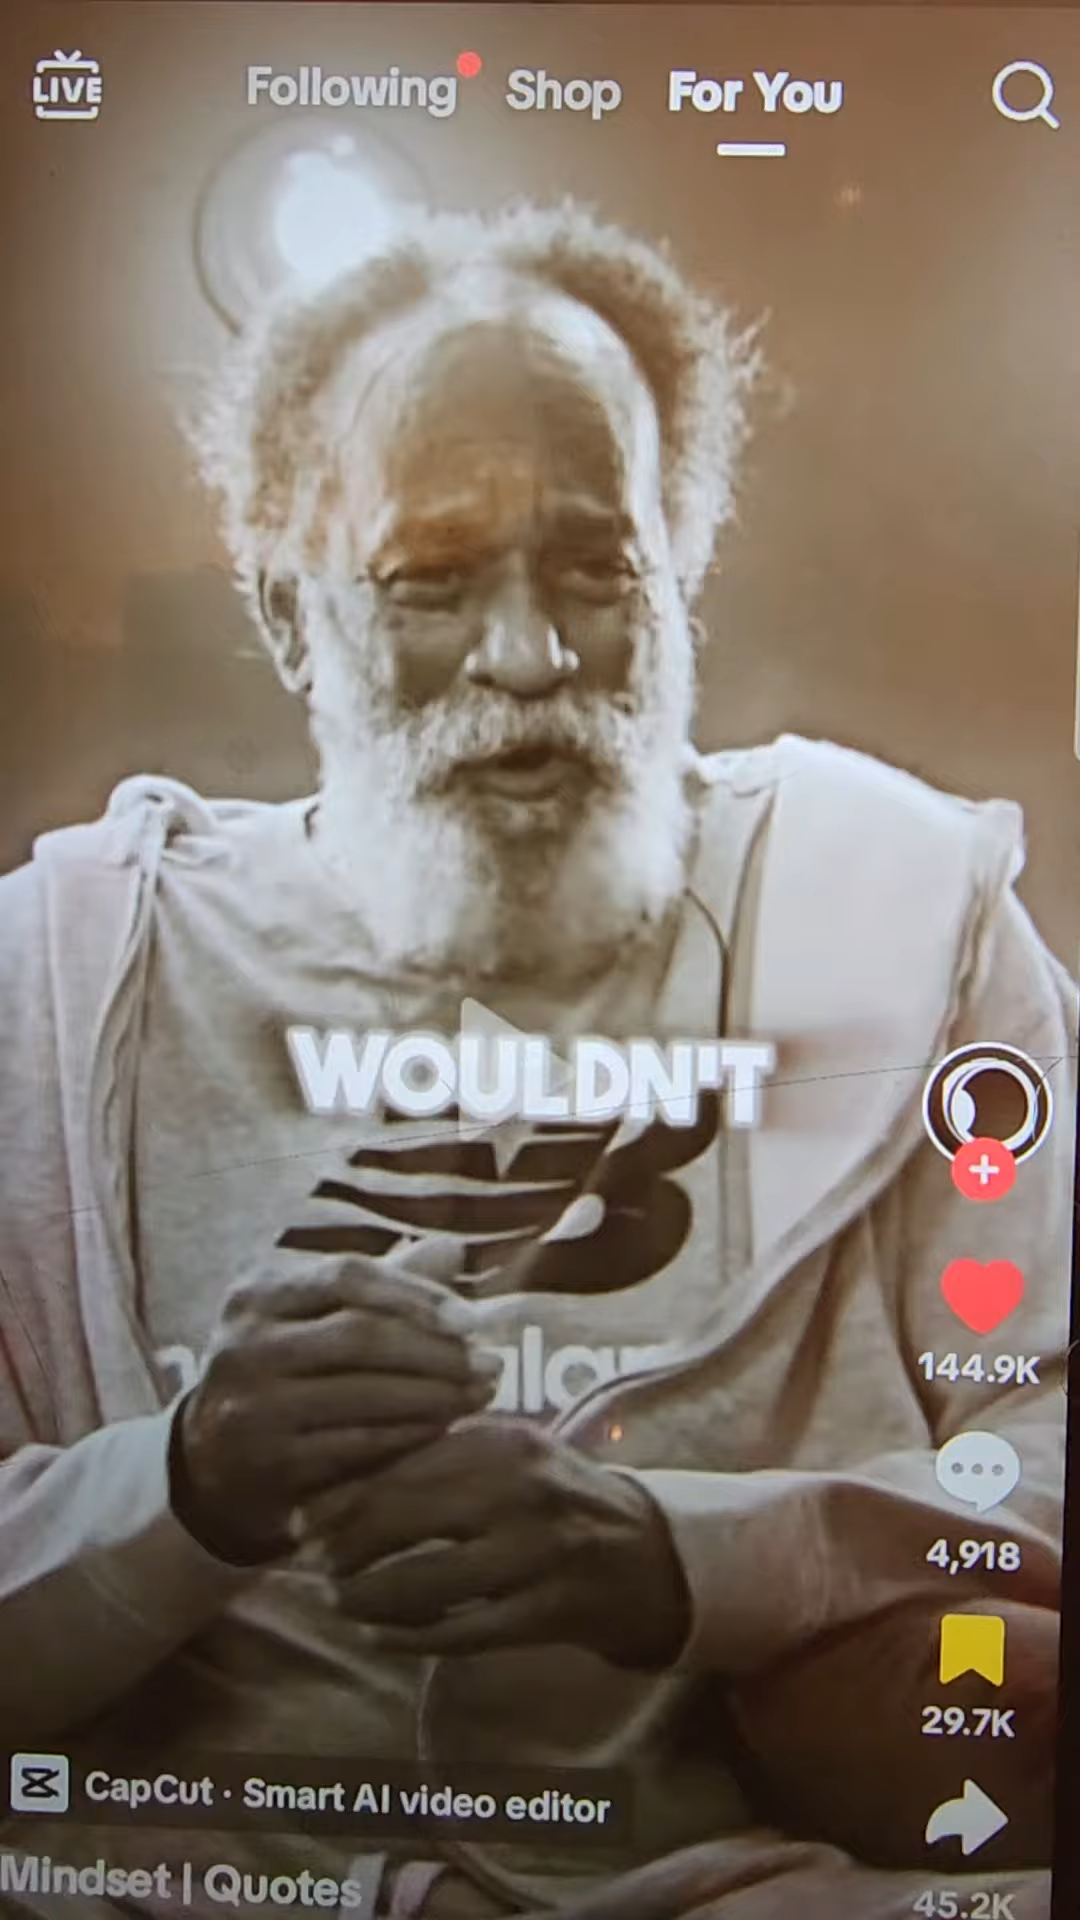 LIVE
Following
Shop
For You
WOULDN'T
144.9K
4,918
29.7K
CapCut · Smart AI video editor
Mindset | Quotes
45.2K